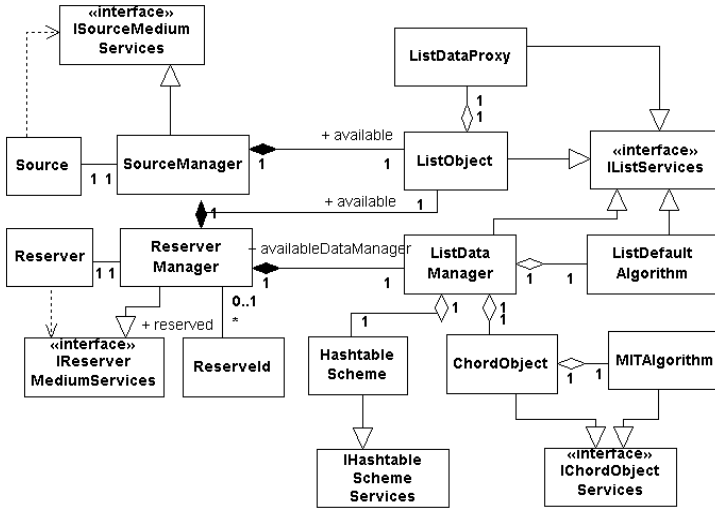 «interface»
ISourceMedium
Services
ListDataProxy
1
1
+ available
Source
SourceManager
1
1
ListObject
«interface»
IListServices
1 1
+ available
1
1
Reserver
Reserver
Manager
– availableDataManager
ListData
Manager
ListDefault
Algorithm
1 1
1
1
1
1
0..1
1
1
1
+ reserved
*
1
«interface»
IReserver
MediumServices
ReserveId
Hashtable
Scheme
ChordObject
MITAlgorithm
1
1
IHashtable
Scheme
Services
«interface»
IChordObject
Services